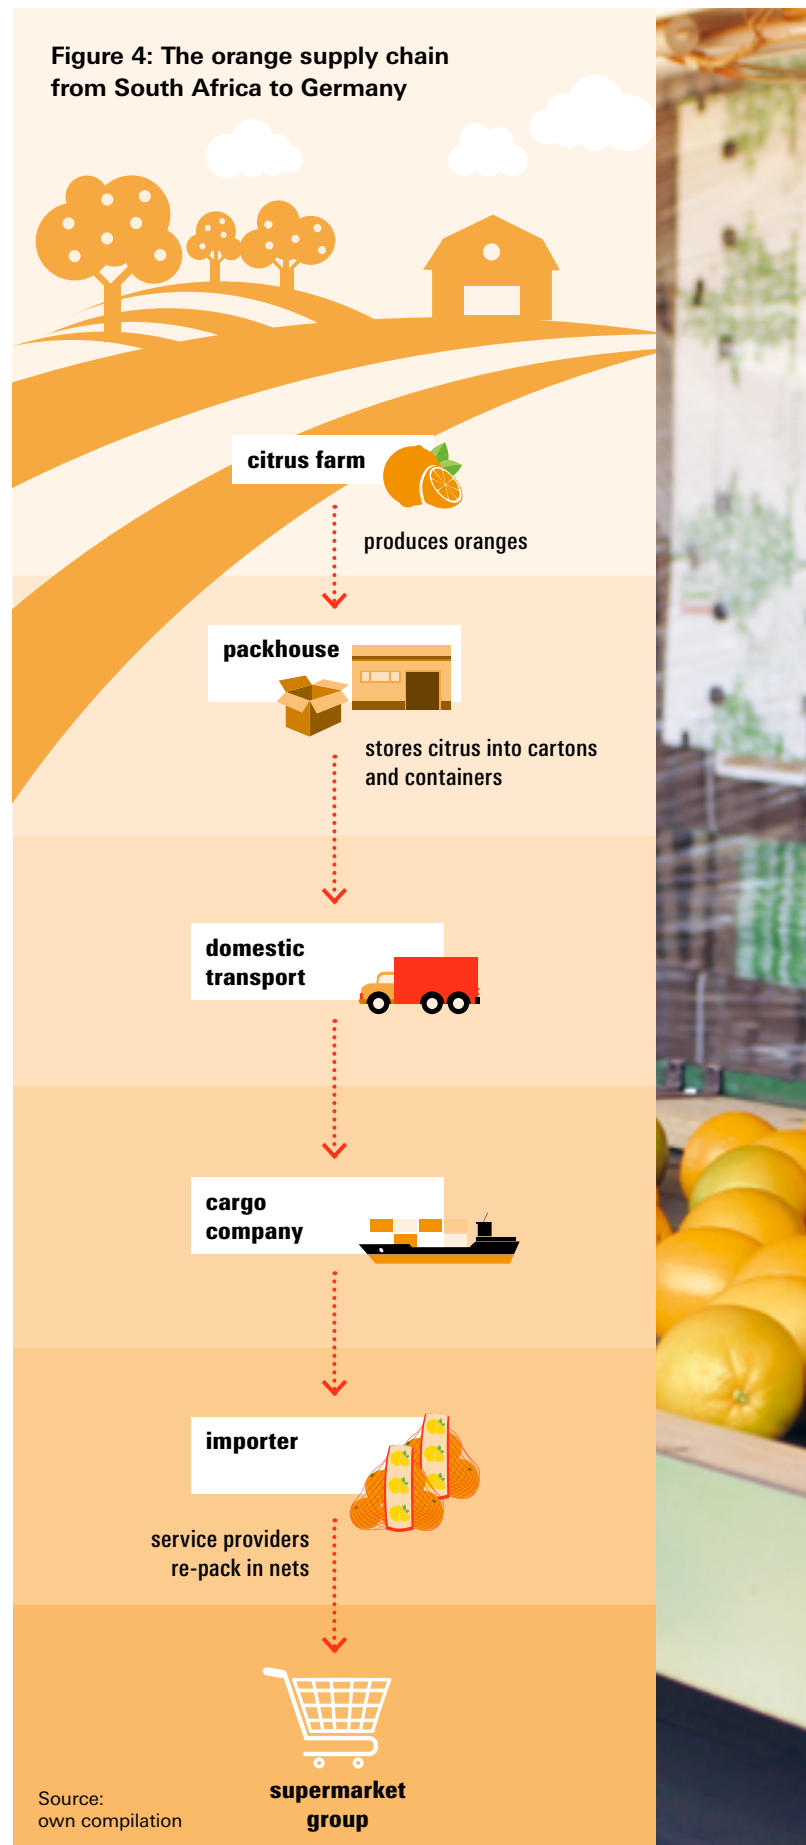 Figure 4: The orange supply chain
from South Africa to Germany
citrus farm
produces oranges
packhouse
stores citrus into cartons
and containers
domestic
transport
cargo
company
importer
service providers
re-pack in nets
supermarket
group
Source:
own compilation